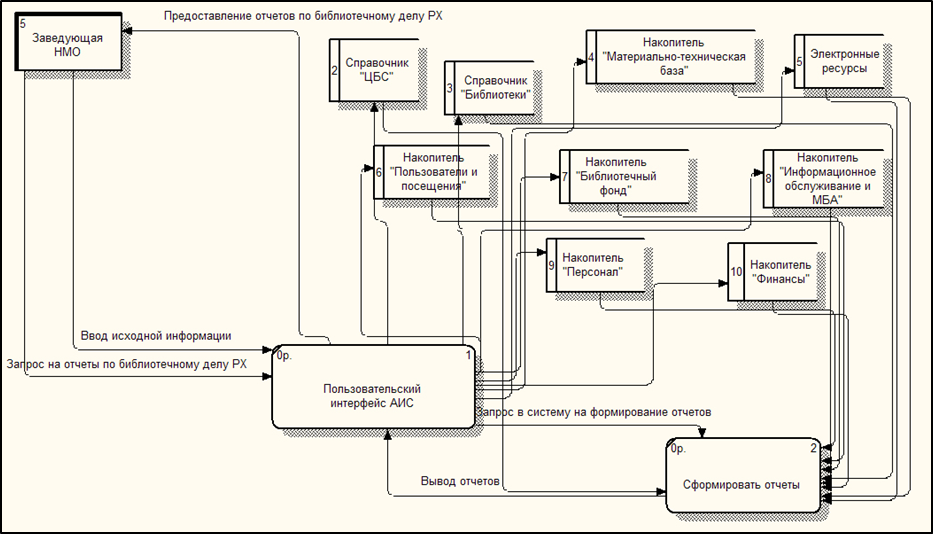 Предоставление отчетов по библиотечному делу РХ
5
Заведующая
НМО
2
Справочник
"ЦБС"
3
Справочник
"Библиотеки"
4
Накопитель
"Материально-техническая
база"
5
Электронные
ресурсы
6
Накопитель
"Пользователи и
посещения"
7
Накопитель
"Библиотечный
фонд"
8
Накопитель
"Информационное
обслуживание и
МБА"
9
Накопитель
"Персонал"
10
Накопитель
"Финансы"
Ввод исходной информации
Запрос на отчеты по библиотечному делу РХ
0р.
1
Пользовательский
интерфейс АИС
Запрос в систему на формирование отчетов
0р.
2
Сформировать отчеты
Вывод отчетов